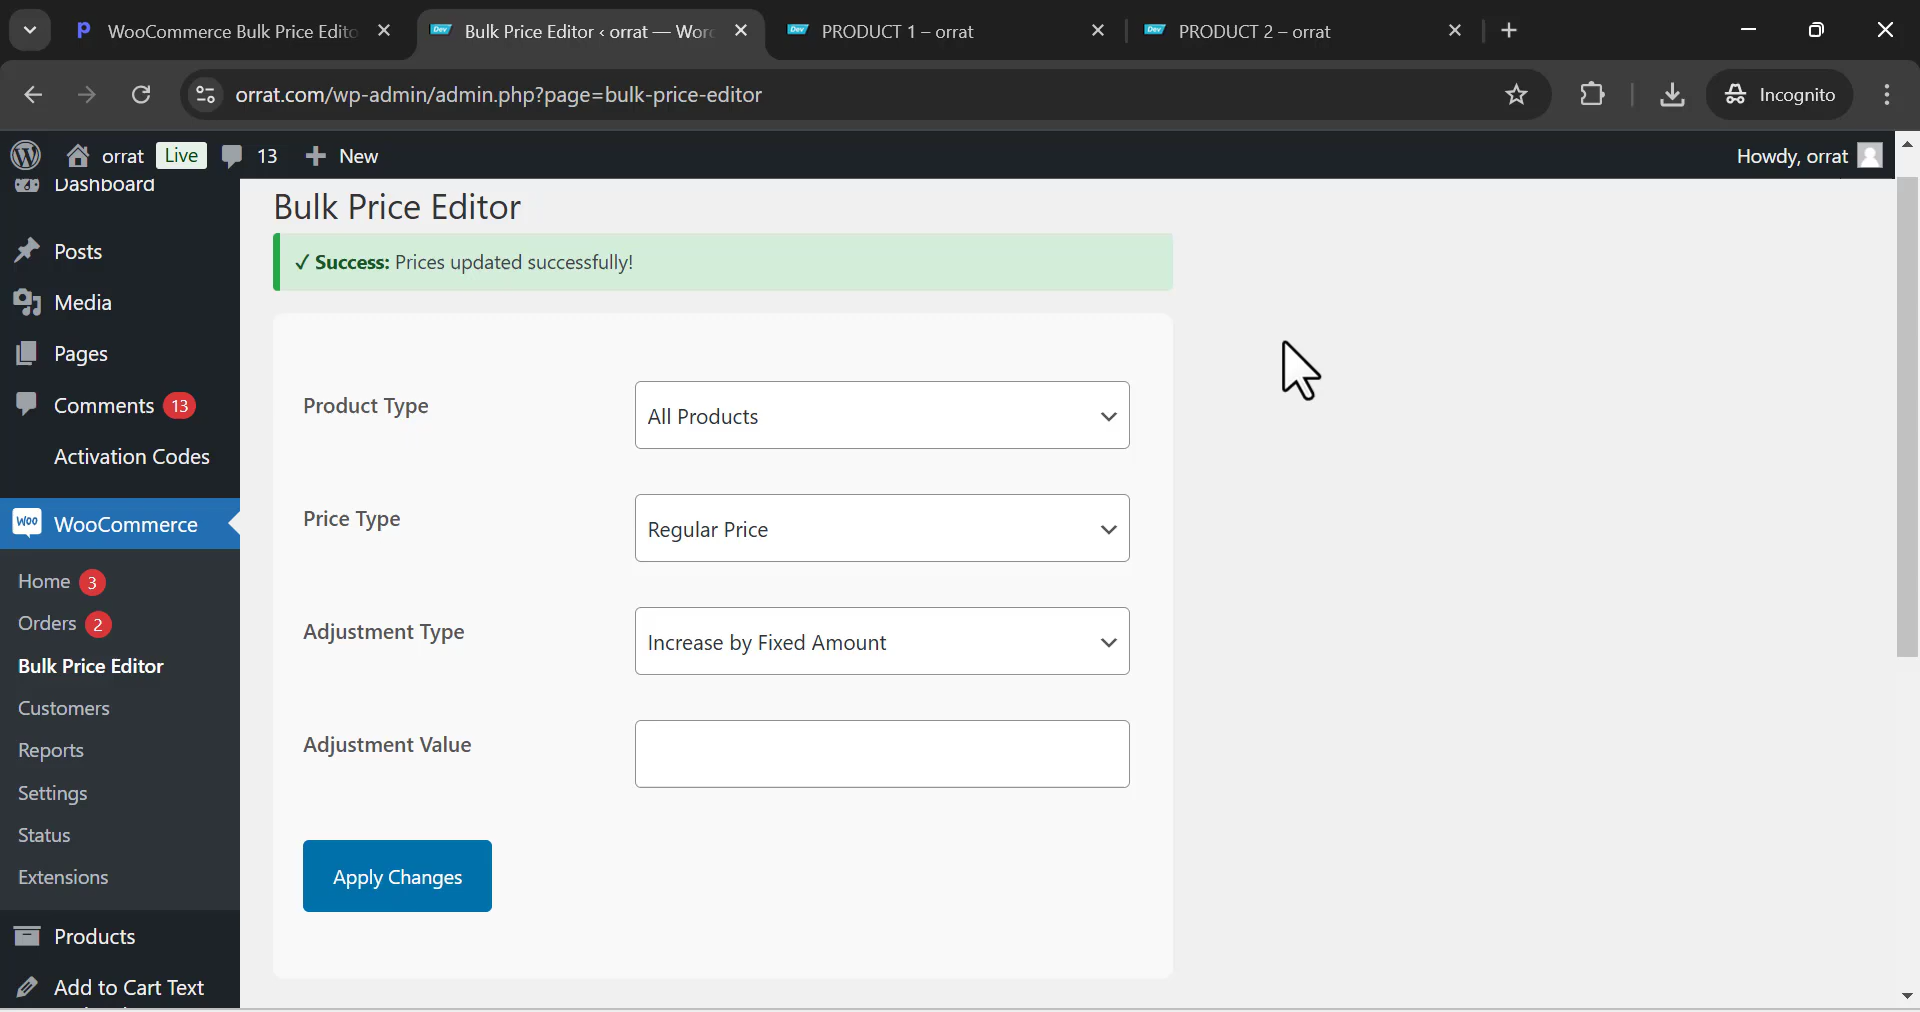 WooCommerce Bulk Price Edito
Bulk Price Editor ‹ orrat — Word
PRODUCT 1 – orrat
PRODUCT 2 – orrat
orrat.com/wp-admin/admin.php?page=bulk-price-editor
Incognito
orrat Live 13 New
Howdy, orrat
Dashboard
Posts
Media
Pages
Comments 13
Activation Codes
WooCommerce
Home 3
Orders 2
Bulk Price Editor
Customers
Reports
Settings
Status
Extensions
Products
Add to Cart Text
Bulk Price Editor
✓ Success: Prices updated successfully!
Product Type
All Products
Price Type
Regular Price
Adjustment Type
Increase by Fixed Amount
Adjustment Value
Apply Changes